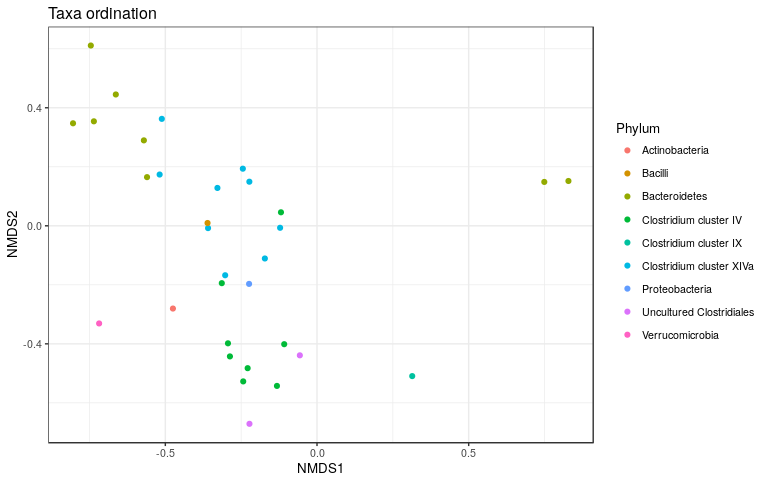 Taxa ordination
NMDS2
0.4
0.0
-0.4
-0.5
0.0
0.5
NMDS1
Phylum
Actinobacteria
Bacilli
Bacteroidetes
Clostridium cluster IV
Clostridium cluster IX
Clostridium cluster XIVa
Proteobacteria
Uncultured Clostridiales
Verrucomicrobia